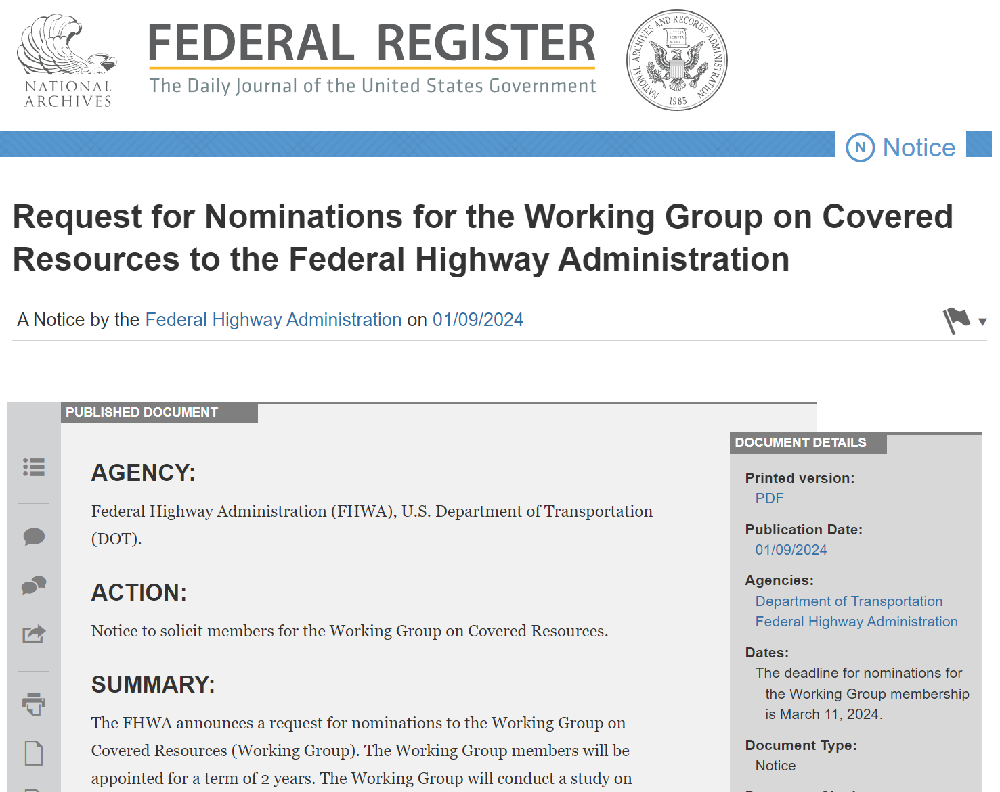 NATIONAL
ARCHIVES
FEDERAL REGISTER
The Daily Journal of the United States Government
NATIONAL ARCHIVES AND RECORDS ADMINISTRATION
LITTERA
SCRIPTA
MANET
1985
N Notice
Request for Nominations for the Working Group on Covered
Resources to the Federal Highway Administration
A Notice by the Federal Highway Administration on 01/09/2024
PUBLISHED DOCUMENT
AGENCY:
Federal Highway Administration (FHWA), U.S. Department of Transportation
(DOT).
ACTION:
Notice to solicit members for the Working Group on Covered Resources.
SUMMARY:
The FHWA announces a request for nominations to the Working Group on
Covered Resources (Working Group). The Working Group members will be
appointed for a term of 2 years. The Working Group will conduct a study on
DOCUMENT DETAILS
Printed version:
PDF
Publication Date:
01/09/2024
Agencies:
Department of Transportation
Federal Highway Administration
Dates:
The deadline for nominations for
the Working Group membership
is March 11, 2024.
Document Type:
Notice